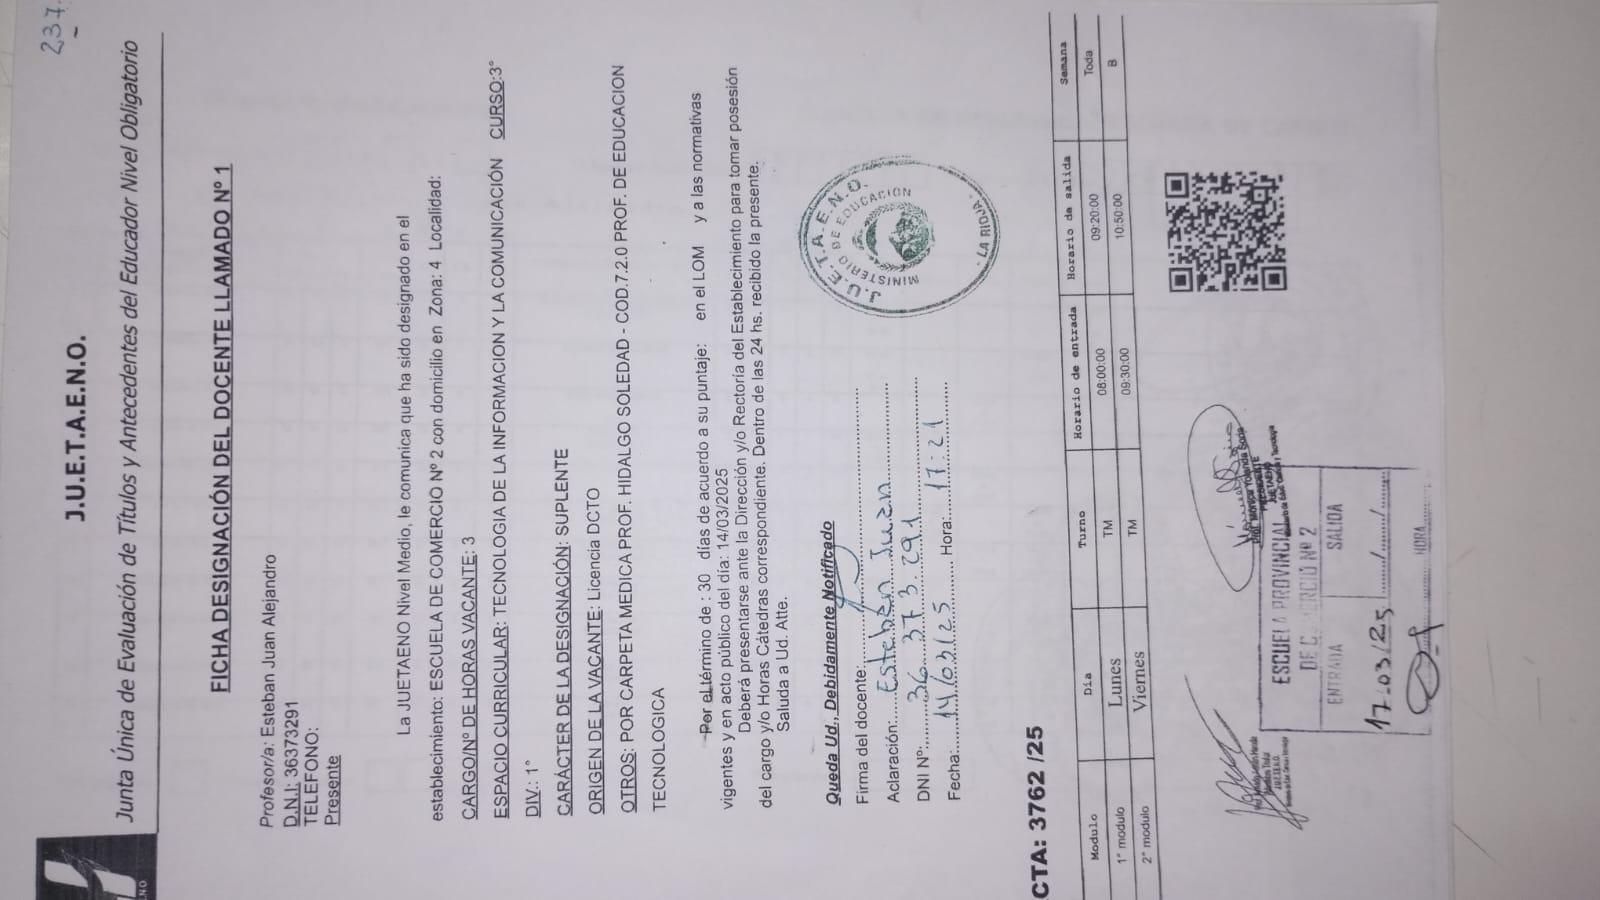 237
J.U.E.T.A.E.N.O.
Junta Única de Evaluación de Títulos y Antecedentes del Educador Nivel Obligatorio
FICHA DESIGNACIÓN DEL DOCENTE LLAMADO Nº 1
Profesor/a: Esteban Juan Alejandro
D.N.I: 36373291
TELEFONO:
Presente
La JUETAENO Nivel Medio, le comunica que ha sido designado en el
establecimiento: ESCUELA DE COMERCIO Nº 2 con domicilio en Zona: 4 Localidad:
CARGO/Nº DE HORAS VACANTE: 3
ESPACIO CURRICULAR: TECNOLOGIA DE LA INFORMACION Y LA COMUNICACIÓN CURSO:3°
DIV.: 1°
CARÁCTER DE LA DESIGNACIÓN: SUPLENTE
ORIGEN DE LA VACANTE: Licencia DCTO
OTROS: POR CARPETA MEDICA PROF. HIDALGO SOLEDAD - COD.7.2.0 PROF. DE EDUCACION
TECNOLOGICA
Por el término de : 30 días de acuerdo a su puntaje: en el LOM y a las normativas
vigentes y en acto público del día: 14/03/2025
Deberá presentarse ante la Dirección y/o Rectoría del Establecimiento para tomar posesión
del cargo y/o Horas Cátedras correspondiente. Dentro de las 24 hs. recibido la presente.
Saluda a Ud. Atte.
J.U.E.T.A.E.N.O.
MINISTERIO DE EDUCACION
- LA RIOJA -
Queda Ud., Debidamente Notificado
Firma del docente:
Aclaración: Esteban Juan
DNI Nº: 36.373.291
Fecha: 14/03/25 Hora: 17:21
CTA: 3762 /25
Modulo Dia Turno Horario de entrada Horario de salida Semana
1° modulo Lunes TM 08:00:00 09:20:00 Toda
2° modulo Viernes TM 09:30:00 10:50:00 B
Prof. Mónica Yolanda Soria
PRESIDENTE
JUETAENO
ESCUELA PROVINCIAL
DE COMERCIO Nº 2
ENTRADA SALIDA
17-03/25 ....../....../......
HORA